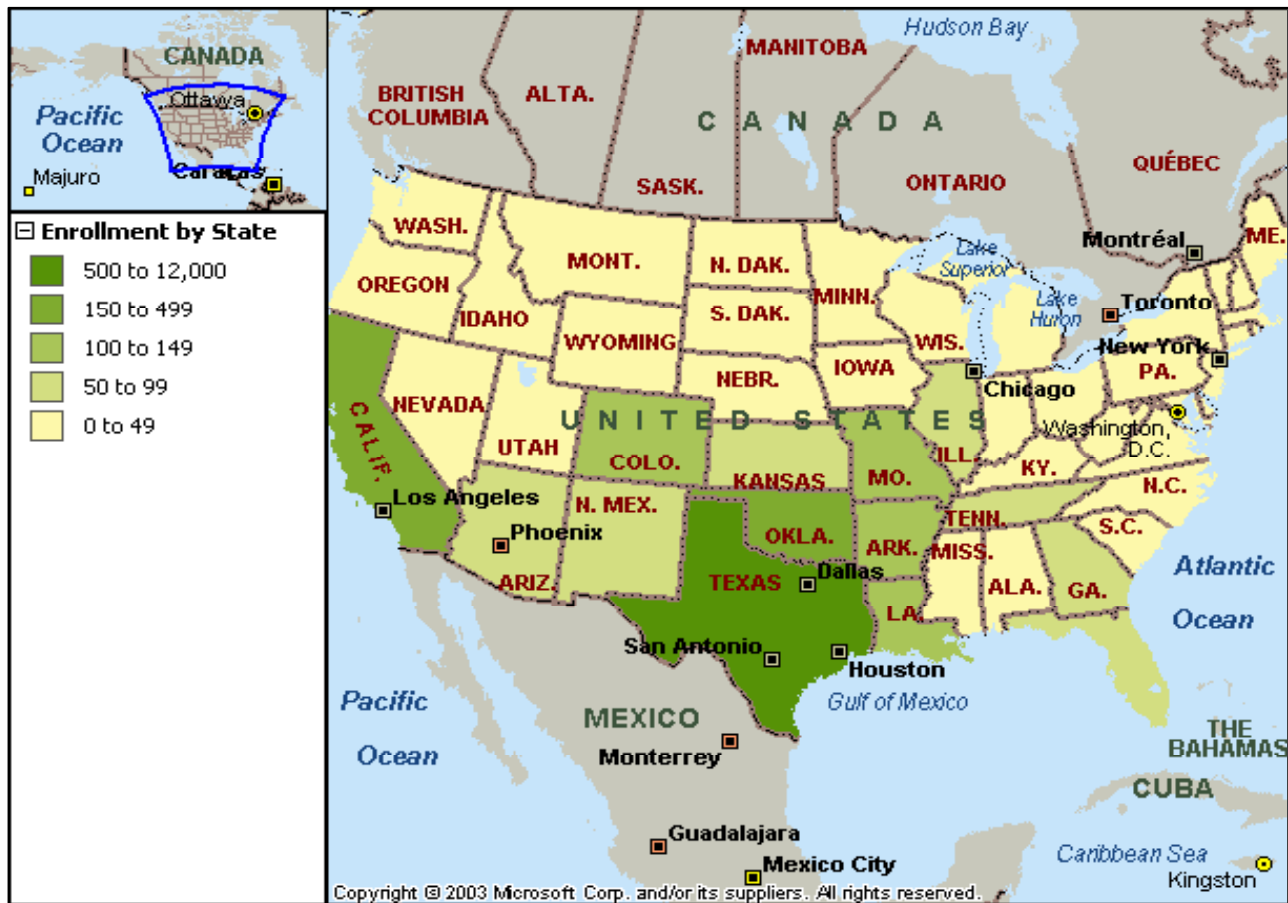 CANADA
Ottawa
Pacific
Ocean
Majuro
Caracas
Enrollment by State
500 to 12,000
150 to 499
100 to 149
50 to 99
0 to 49
Hudson Bay
MANITOBA
BRITISH
COLUMBIA
ALTA.
CANADA
SASK.
ONTARIO
QUÉBEC
WASH.
MONT.
N. DAK.
MINN.
Lake
Superior
Montréal
ME.
OREGON
IDAHO
S. DAK.
Lake
Huron
Toronto
WYOMING
WIS.
New York
NEBR.
IOWA
Chicago
PA.
NEVADA
UNITED STATES
Washington,
D.C.
CALIF.
UTAH
COLO.
KANSAS
MO.
ILL.
KY.
N.C.
Los Angeles
N. MEX.
TENN.
S.C.
Phoenix
OKLA.
ARK.
MISS.
ARIZ.
TEXAS
Dallas
ALA.
GA.
Atlantic
Ocean
LA.
San Antonio
Houston
Gulf of Mexico
Pacific
Ocean
MEXICO
Monterrey
THE
BAHAMAS
CUBA
Guadalajara
Mexico City
Caribbean Sea
Kingston
Copyright © 2003 Microsoft Corp. and/or its suppliers. All rights reserved.